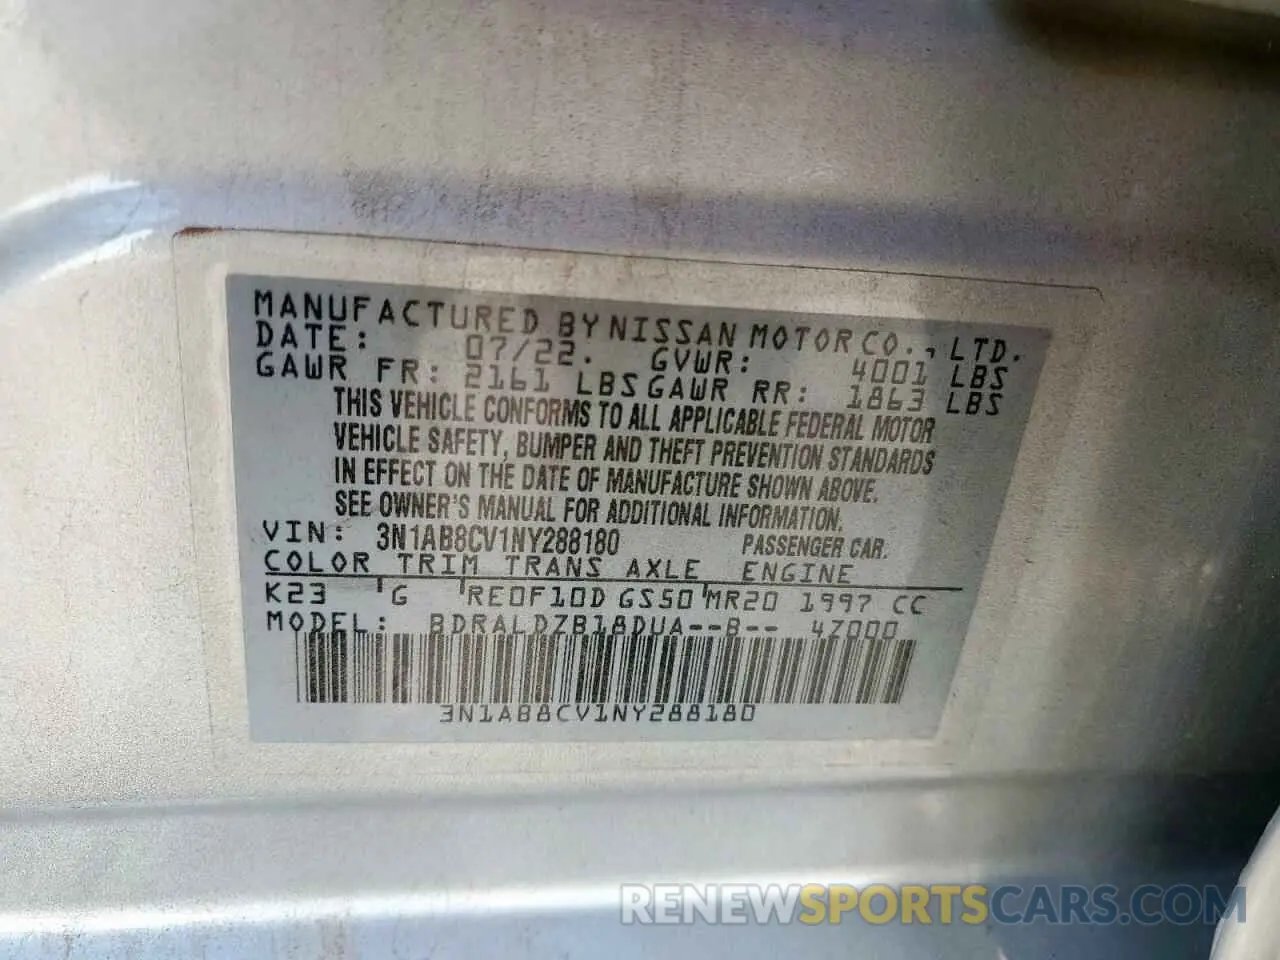 MANUFACTURED BY NISSAN MOTOR CO., LTD.
DATE: 07/22. GVWR: 4001 LBS
GAWR FR: 2161 LBS GAWR RR: 1863 LBS
THIS VEHICLE CONFORMS TO ALL APPLICABLE FEDERAL MOTOR
VEHICLE SAFETY, BUMPER AND THEFT PREVENTION STANDARDS
IN EFFECT ON THE DATE OF MANUFACTURE SHOWN ABOVE.
SEE OWNER'S MANUAL FOR ADDITIONAL INFORMATION.
VIN: 3N1AB8CV1NY288180 PASSENGER CAR.
COLOR TRIM TRANS AXLE ENGINE
K23 G RE0F10D GS50 MR20 1997 CC
MODEL: BDRALDZB18DUA--B-- 47000
3N1AB8CV1NY288180
RENEWSPORTSCARS.COM